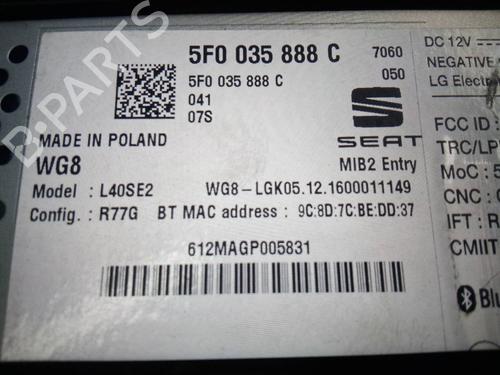 5F0 035 888 C 7060
5F0 035 888 C 050
041
07S
SEAT
MADE IN POLAND
WG8 MIB2 Entry
Model : L40SE2 WG8-LGK05.12.1600011149
Config. : R77G BT MAC address : 9C:8D:7C:BE:DD:37
612MAGP005831
DC 12V
NEGATIVE
LG Electr
FCC ID :
TRC/LP
MoC : 5
CNC :
IFT : R
CMIIT
Blu
B-PARTS